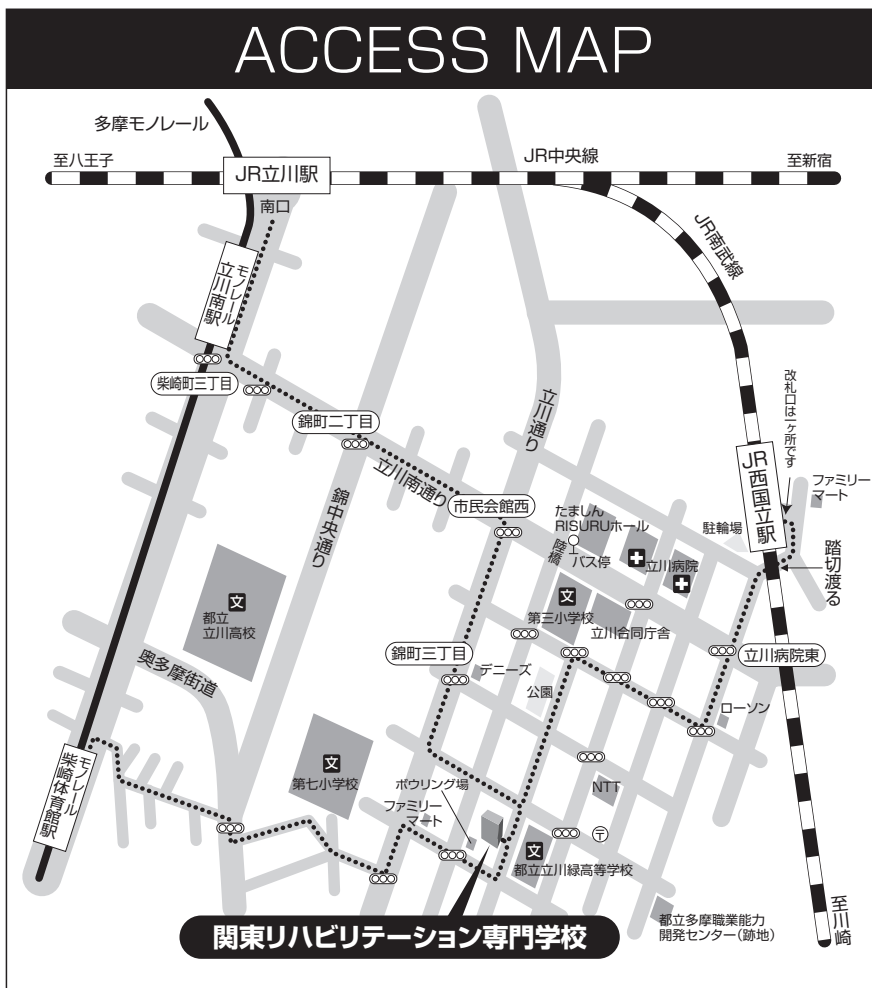 ACCESS MAP
多摩モノレール
至八王子
JR立川駅
JR中央線
至新宿
南口
JR南武線
モノレール
立川南駅
柴崎町三丁目
錦町二丁目
立川通り
改札口は一ヶ所です
JR
西国立駅
ファミリー
マート
立川南通り
錦中央通り
市民会館西
たましん
RISURUホール
陸橋
バス停
立川病院
駐輪場
踏切渡る
文
都立
立川高校
文
第三小学校
立川合同庁舎
立川病院東
錦町三丁目
デニーズ
公園
ローソン
奥多摩街道
モノレール
柴崎体育館駅
文
第七小学校
ボウリング場
ファミリー
マート
NTT
〒
文
都立立川緑高等学校
都立多摩職業能力
開発センター(跡地)
至川崎
関東リハビリテーション専門学校